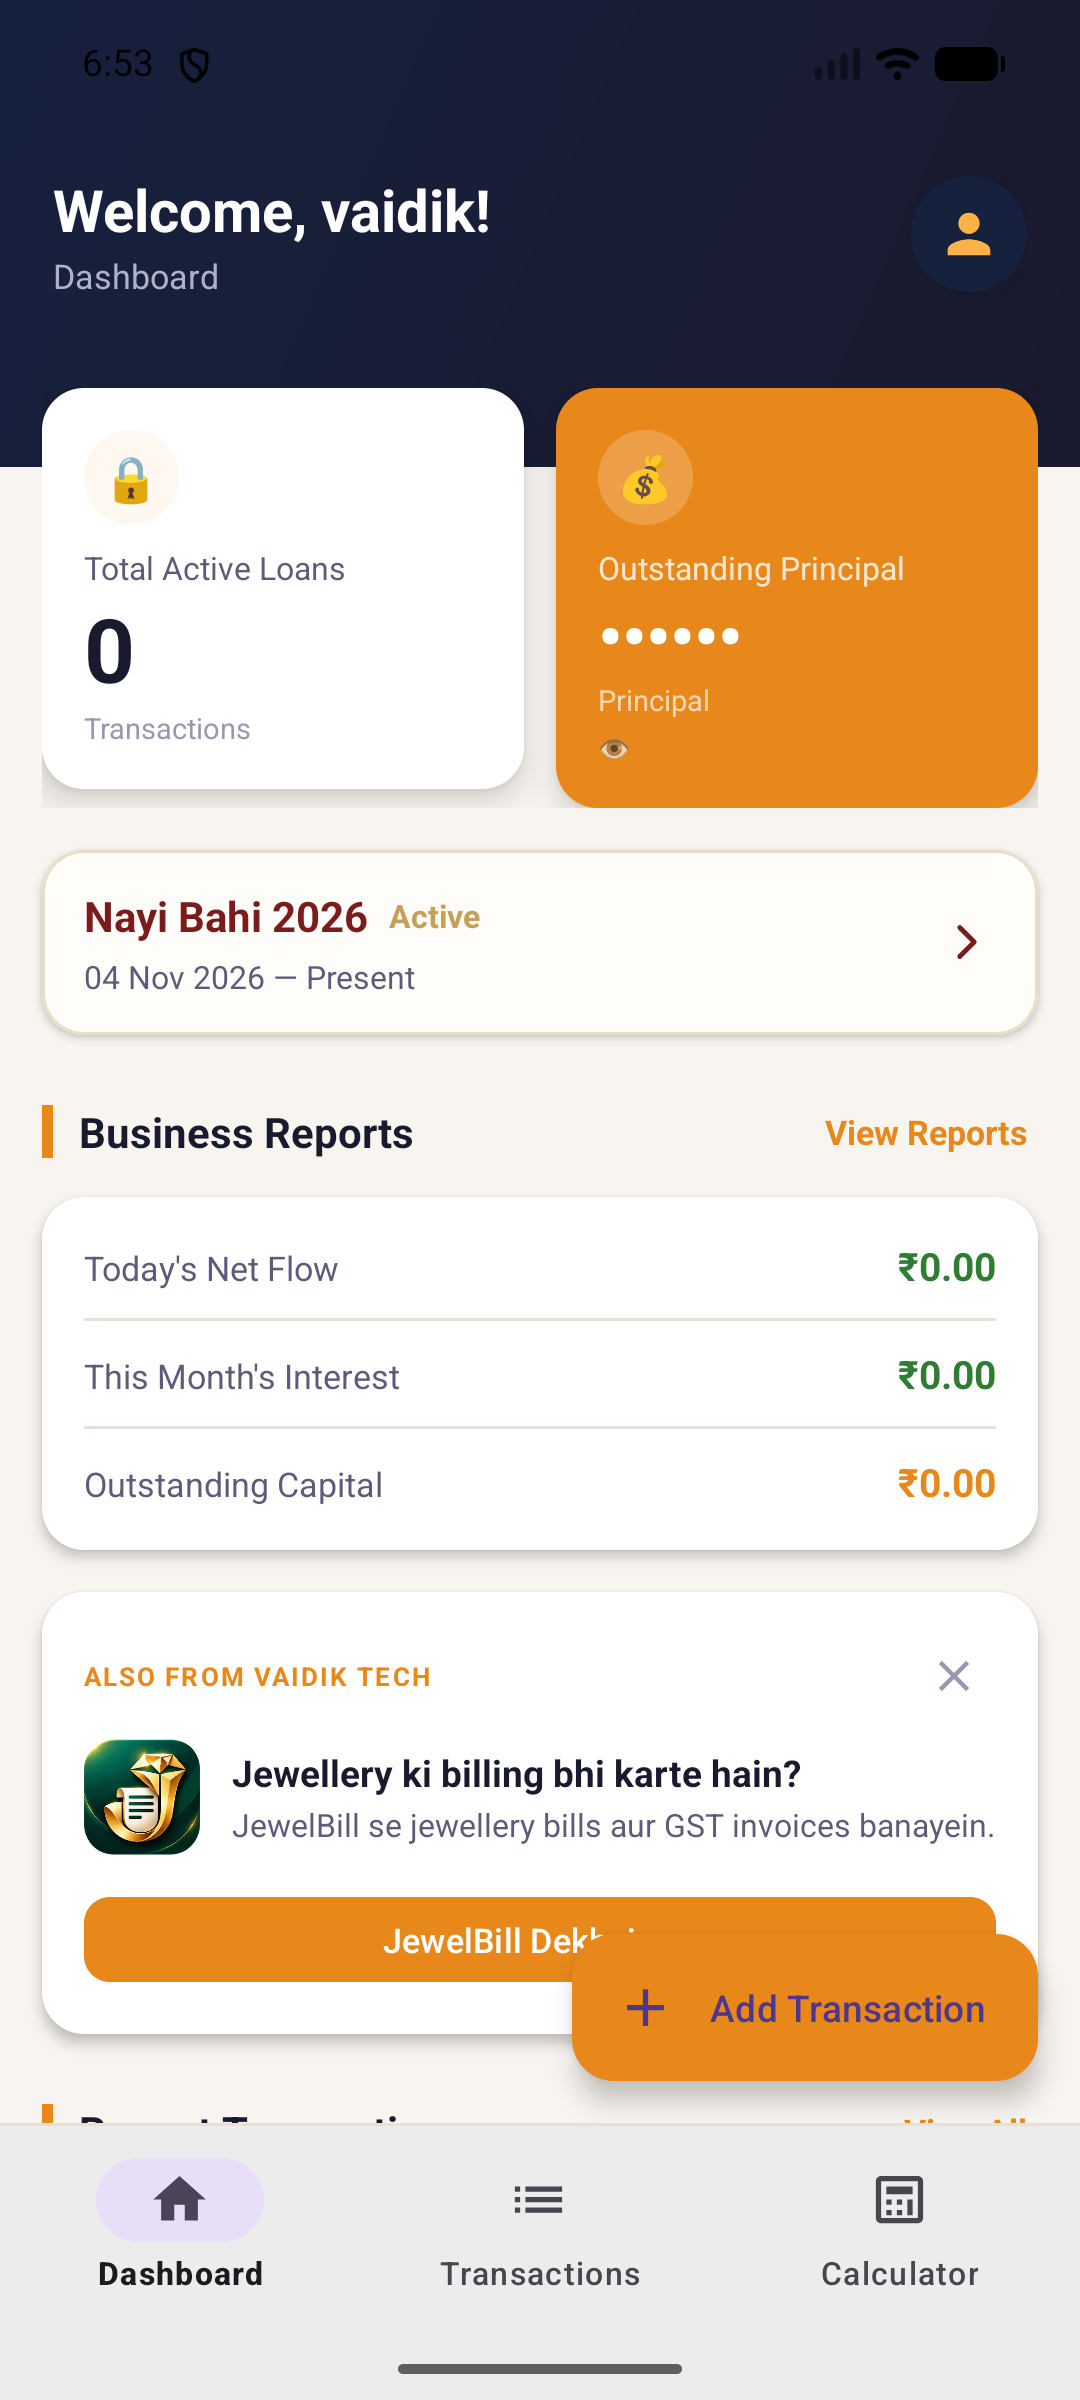 6:53
Welcome, vaidik!
Dashboard
Total Active Loans
0
Transactions
Outstanding Principal
••••••
Principal
Nayi Bahi 2026 Active
04 Nov 2026 — Present
Business Reports
View Reports
Today's Net Flow
₹0.00
This Month's Interest
₹0.00
Outstanding Capital
₹0.00
ALSO FROM VAIDIK TECH
Jewellery ki billing bhi karte hain?
JewelBill se jewellery bills aur GST invoices banayein.
JewelBill
Add Transaction
Dashboard
Transactions
Calculator